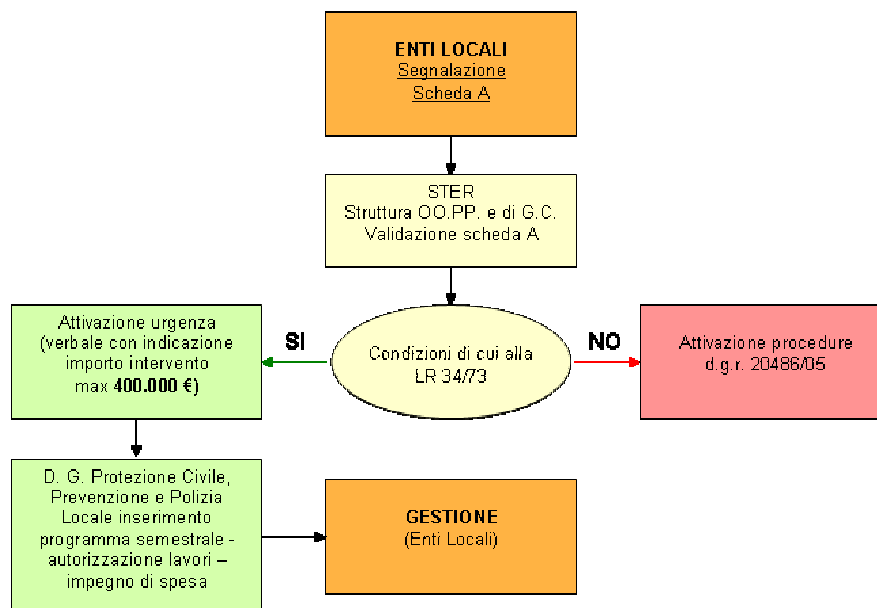 ENTI LOCALI
Segnalazione
Scheda A
STER
Struttura OO.PP. e di G.C.
Validazione scheda A
Attivazione urgenza
(verbale con indicazione
importo intervento
max 400.000 €)
SI
Condizioni di cui alla
LR 34/73
NO
Attivazione procedure
d.g.r. 20486/05
D. G. Protezione Civile,
Prevenzione e Polizia
Locale inserimento
programma semestrale -
autorizzazione lavori –
impegno di spesa
GESTIONE
(Enti Locali)